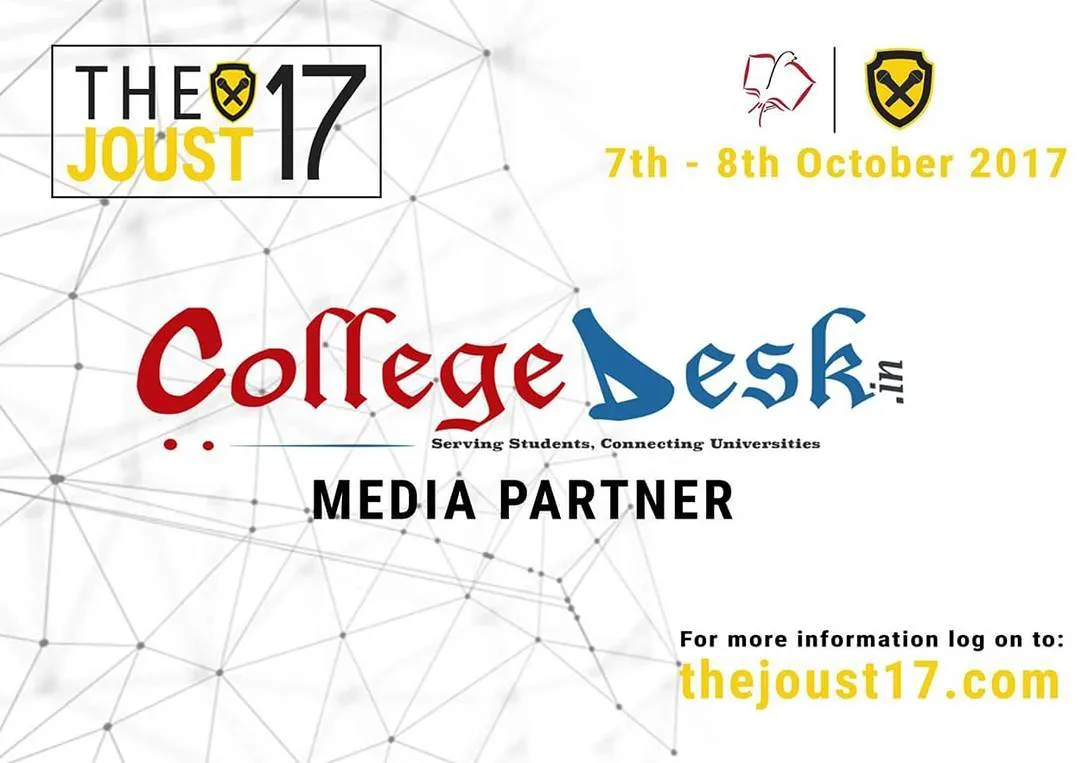 THE JOUST 17
7th - 8th October 2017
CollegeDesk.in
Serving Students, Connecting Universities
MEDIA PARTNER
For more information log on to:
thejoust17.com